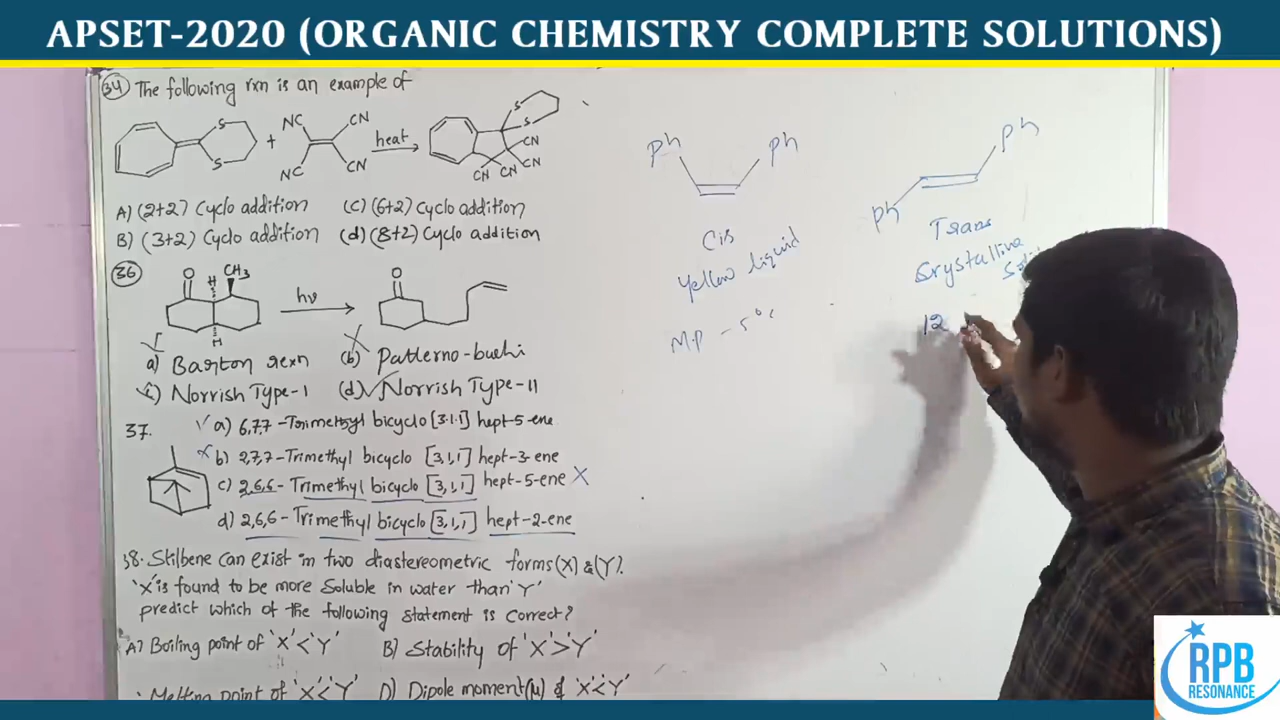 APSET-2020 (ORGANIC CHEMISTRY COMPLETE SOLUTIONS)
34 The following rxn is an example of
S
S
+
NC
CN
NC
CN
heat
S
S
CN
CN
CN
CN
A) (2+2) Cyclo addition (C) (6+2) Cyclo addition
B) (3+2) Cyclo addition (d) (8+2) Cyclo addition
36
O
H
CH3
H
hν
O
a) Barton rexn (b) Patterno-buchi
c) Norrish Type-I (d) Norrish Type-II
37. a) 6,7,7-Trimethyl bicyclo [3.1.1] hept-5-ene
b) 2,7,7-Trimethyl bicyclo [3,1,1] hept-3-ene
c) 2,6,6-Trimethyl bicyclo [3,1,1] hept-5-ene X
d) 2,6,6-Trimethyl bicyclo [3,1,1] hept-2-ene
38. Stilbene can exist in two diastereometric forms (X) & (Y).
'X' is found to be more Soluble in water than 'Y'
predict which of the following statement is correct?
A) Boiling point of 'X' < 'Y' B) Stability of 'X' > 'Y'
Melting point of 'X' < 'Y' D) Dipole moment (μ) of 'X' < 'Y'
Ph
Ph
Cis
Yellow liquid
M.P - 5°c
Ph
Ph
Trans
Crystalline
12
RPB
RESONANCE